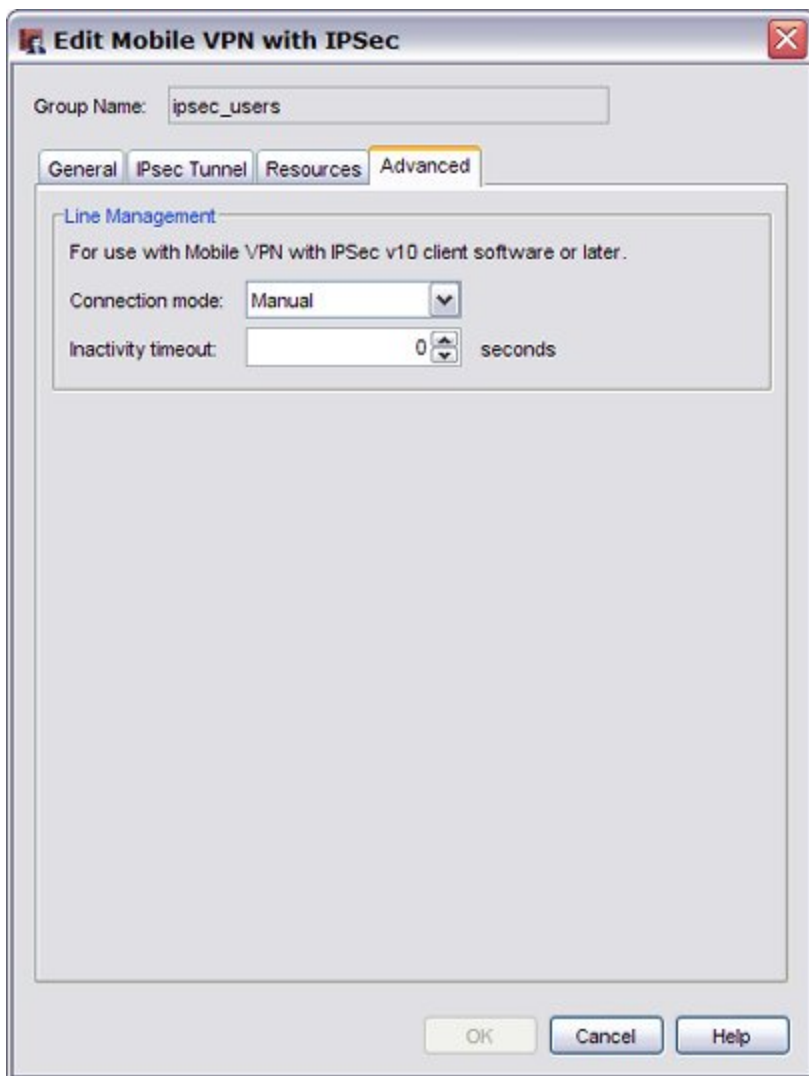 Edit Mobile VPN with IPSec
Group Name: ipsec_users
General IPsec Tunnel Resources Advanced
Line Management
For use with Mobile VPN with IPSec v10 client software or later.
Connection mode: Manual
Inactivity timeout: 0 seconds
OK Cancel Help